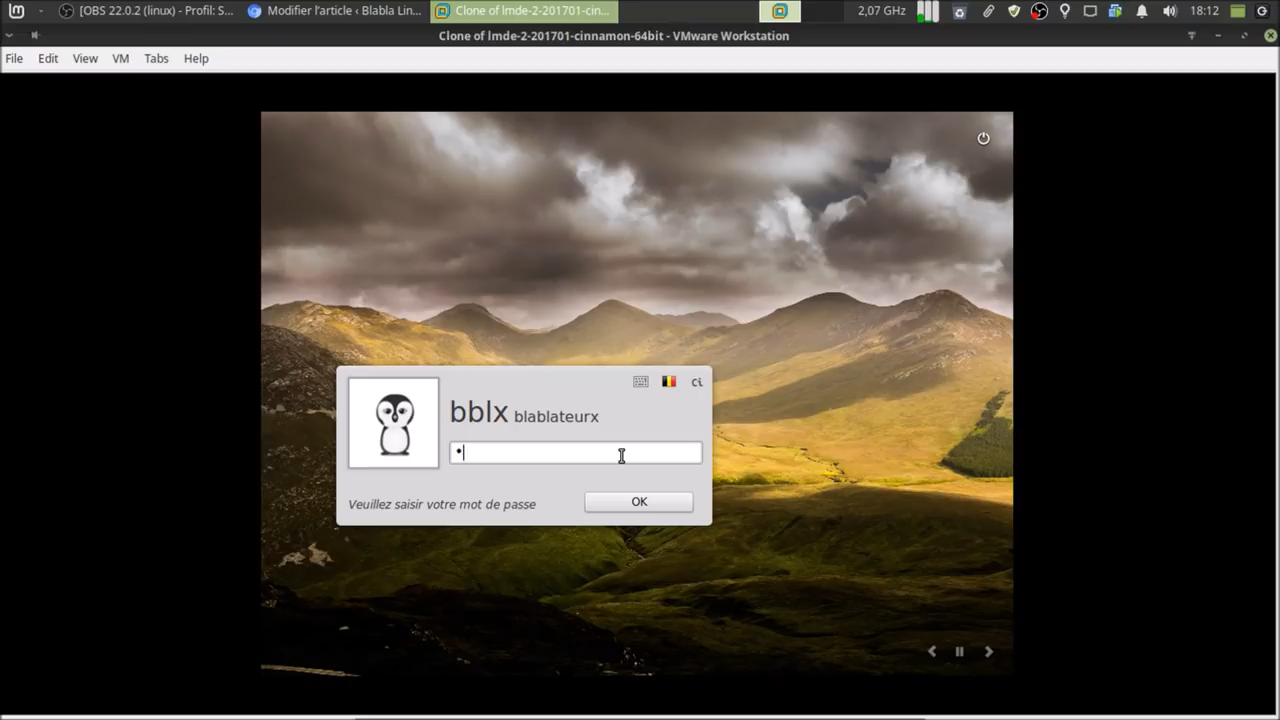 [OBS 22.0.2 (linux) - Profil: S...
Modifier l'article ‹ Blabla Lin...
Clone of lmde-2-201701-cin...
2,07 GHz
18:12
Clone of lmde-2-201701-cinnamon-64bit - VMware Workstation
File Edit View VM Tabs Help
bblx blablateurx
Veuillez saisir votre mot de passe
OK